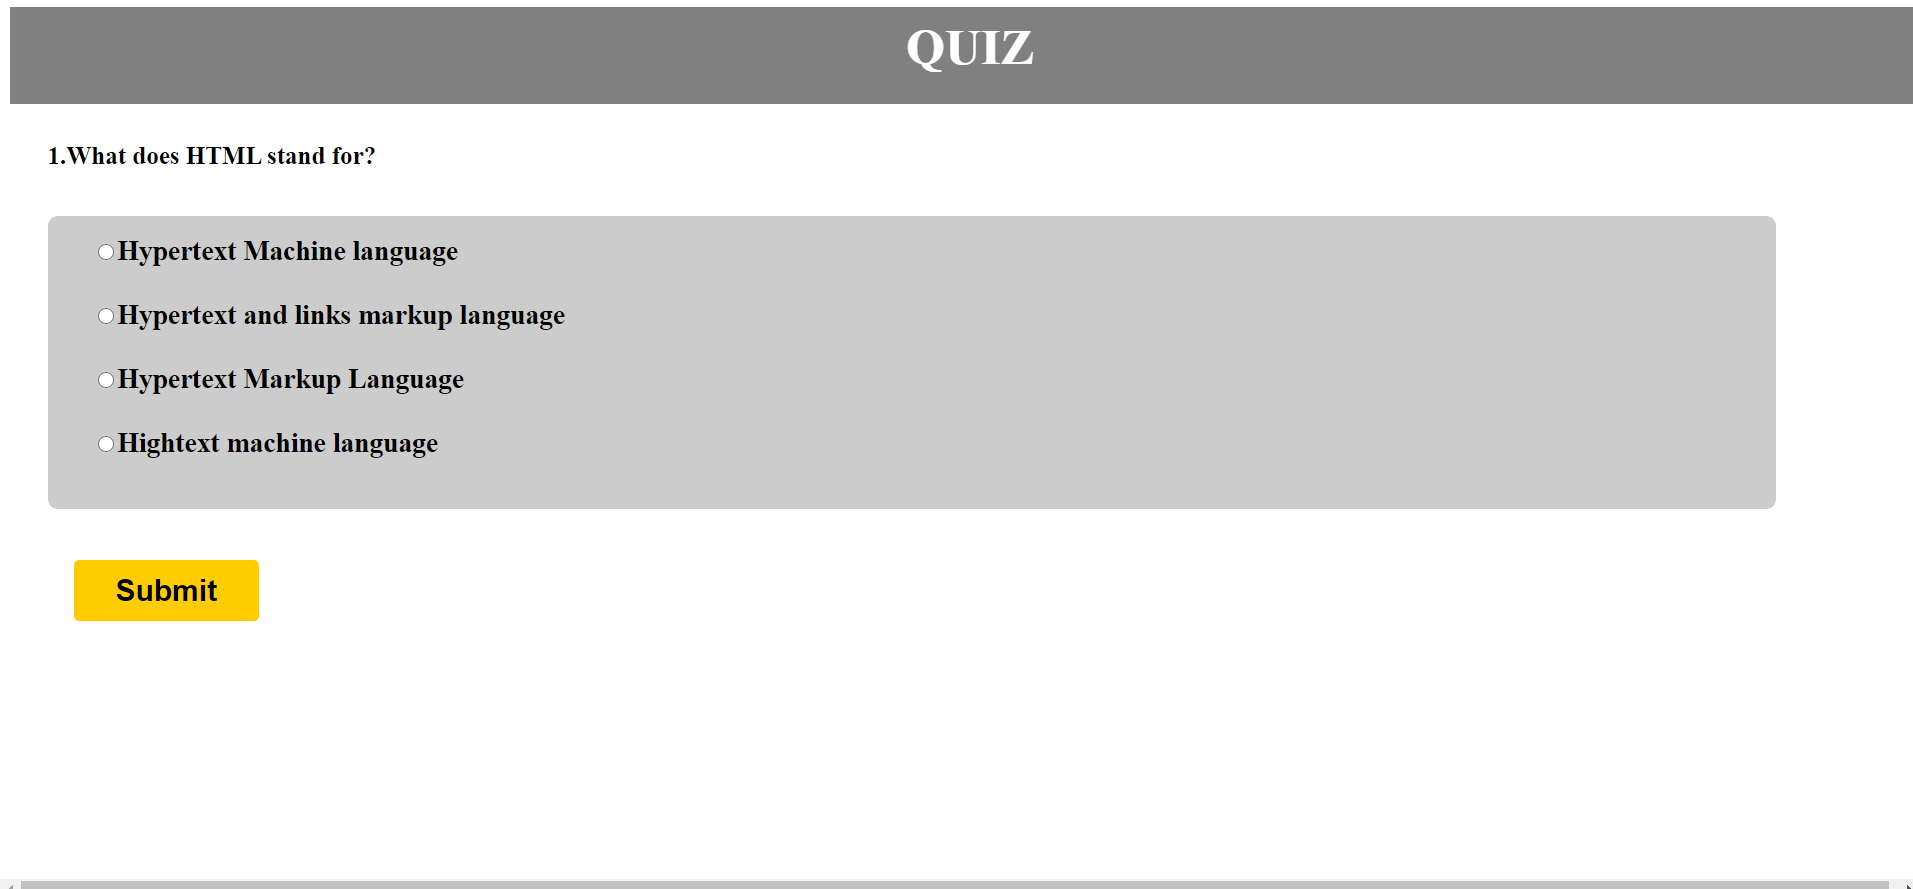 QUIZ
1.What does HTML stand for?
Hypertext Machine language
Hypertext and links markup language
Hypertext Markup Language
Hightext machine language
Submit